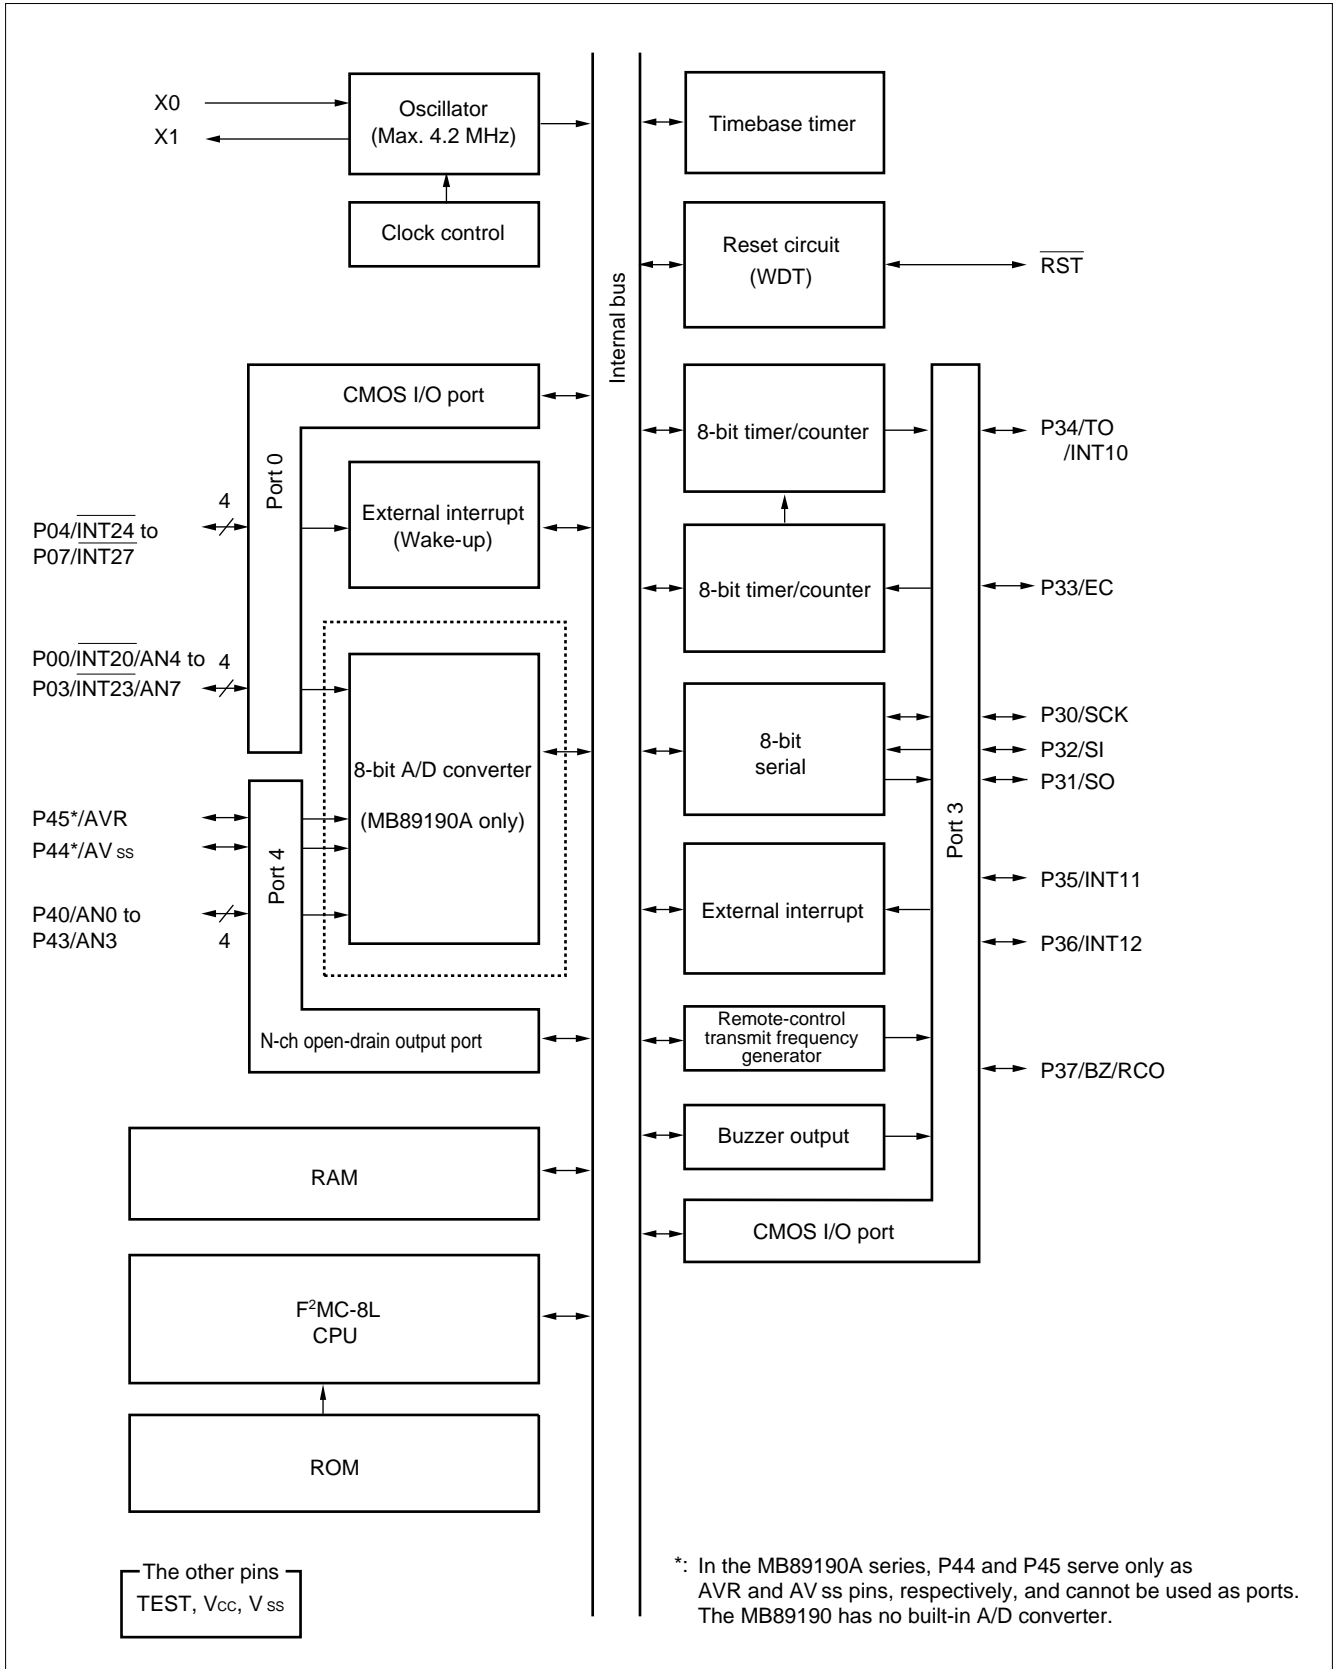 X0
X1
Oscillator
(Max. 4.2 MHz)
Clock control
Timebase timer
Reset circuit
(WDT)
RST
Internal bus
CMOS I/O port
Port 0
External interrupt
(Wake-up)
4
P04/INT24 to
P07/INT27
P00/INT20/AN4 to
P03/INT23/AN7
4
8-bit A/D converter
(MB89190A only)
P45*/AVR
P44*/AVss
P40/AN0 to
P43/AN3
4
Port 4
N-ch open-drain output port
8-bit timer/counter
P34/TO
/INT10
8-bit timer/counter
P33/EC
8-bit
serial
P30/SCK
P32/SI
P31/SO
Port 3
External interrupt
P35/INT11
P36/INT12
Remote-control
transmit frequency
generator
P37/BZ/RCO
Buzzer output
CMOS I/O port
RAM
F²MC-8L
CPU
ROM
The other pins
TEST, Vcc, Vss
*: In the MB89190A series, P44 and P45 serve only as
AVR and AVss pins, respectively, and cannot be used as ports.
The MB89190 has no built-in A/D converter.